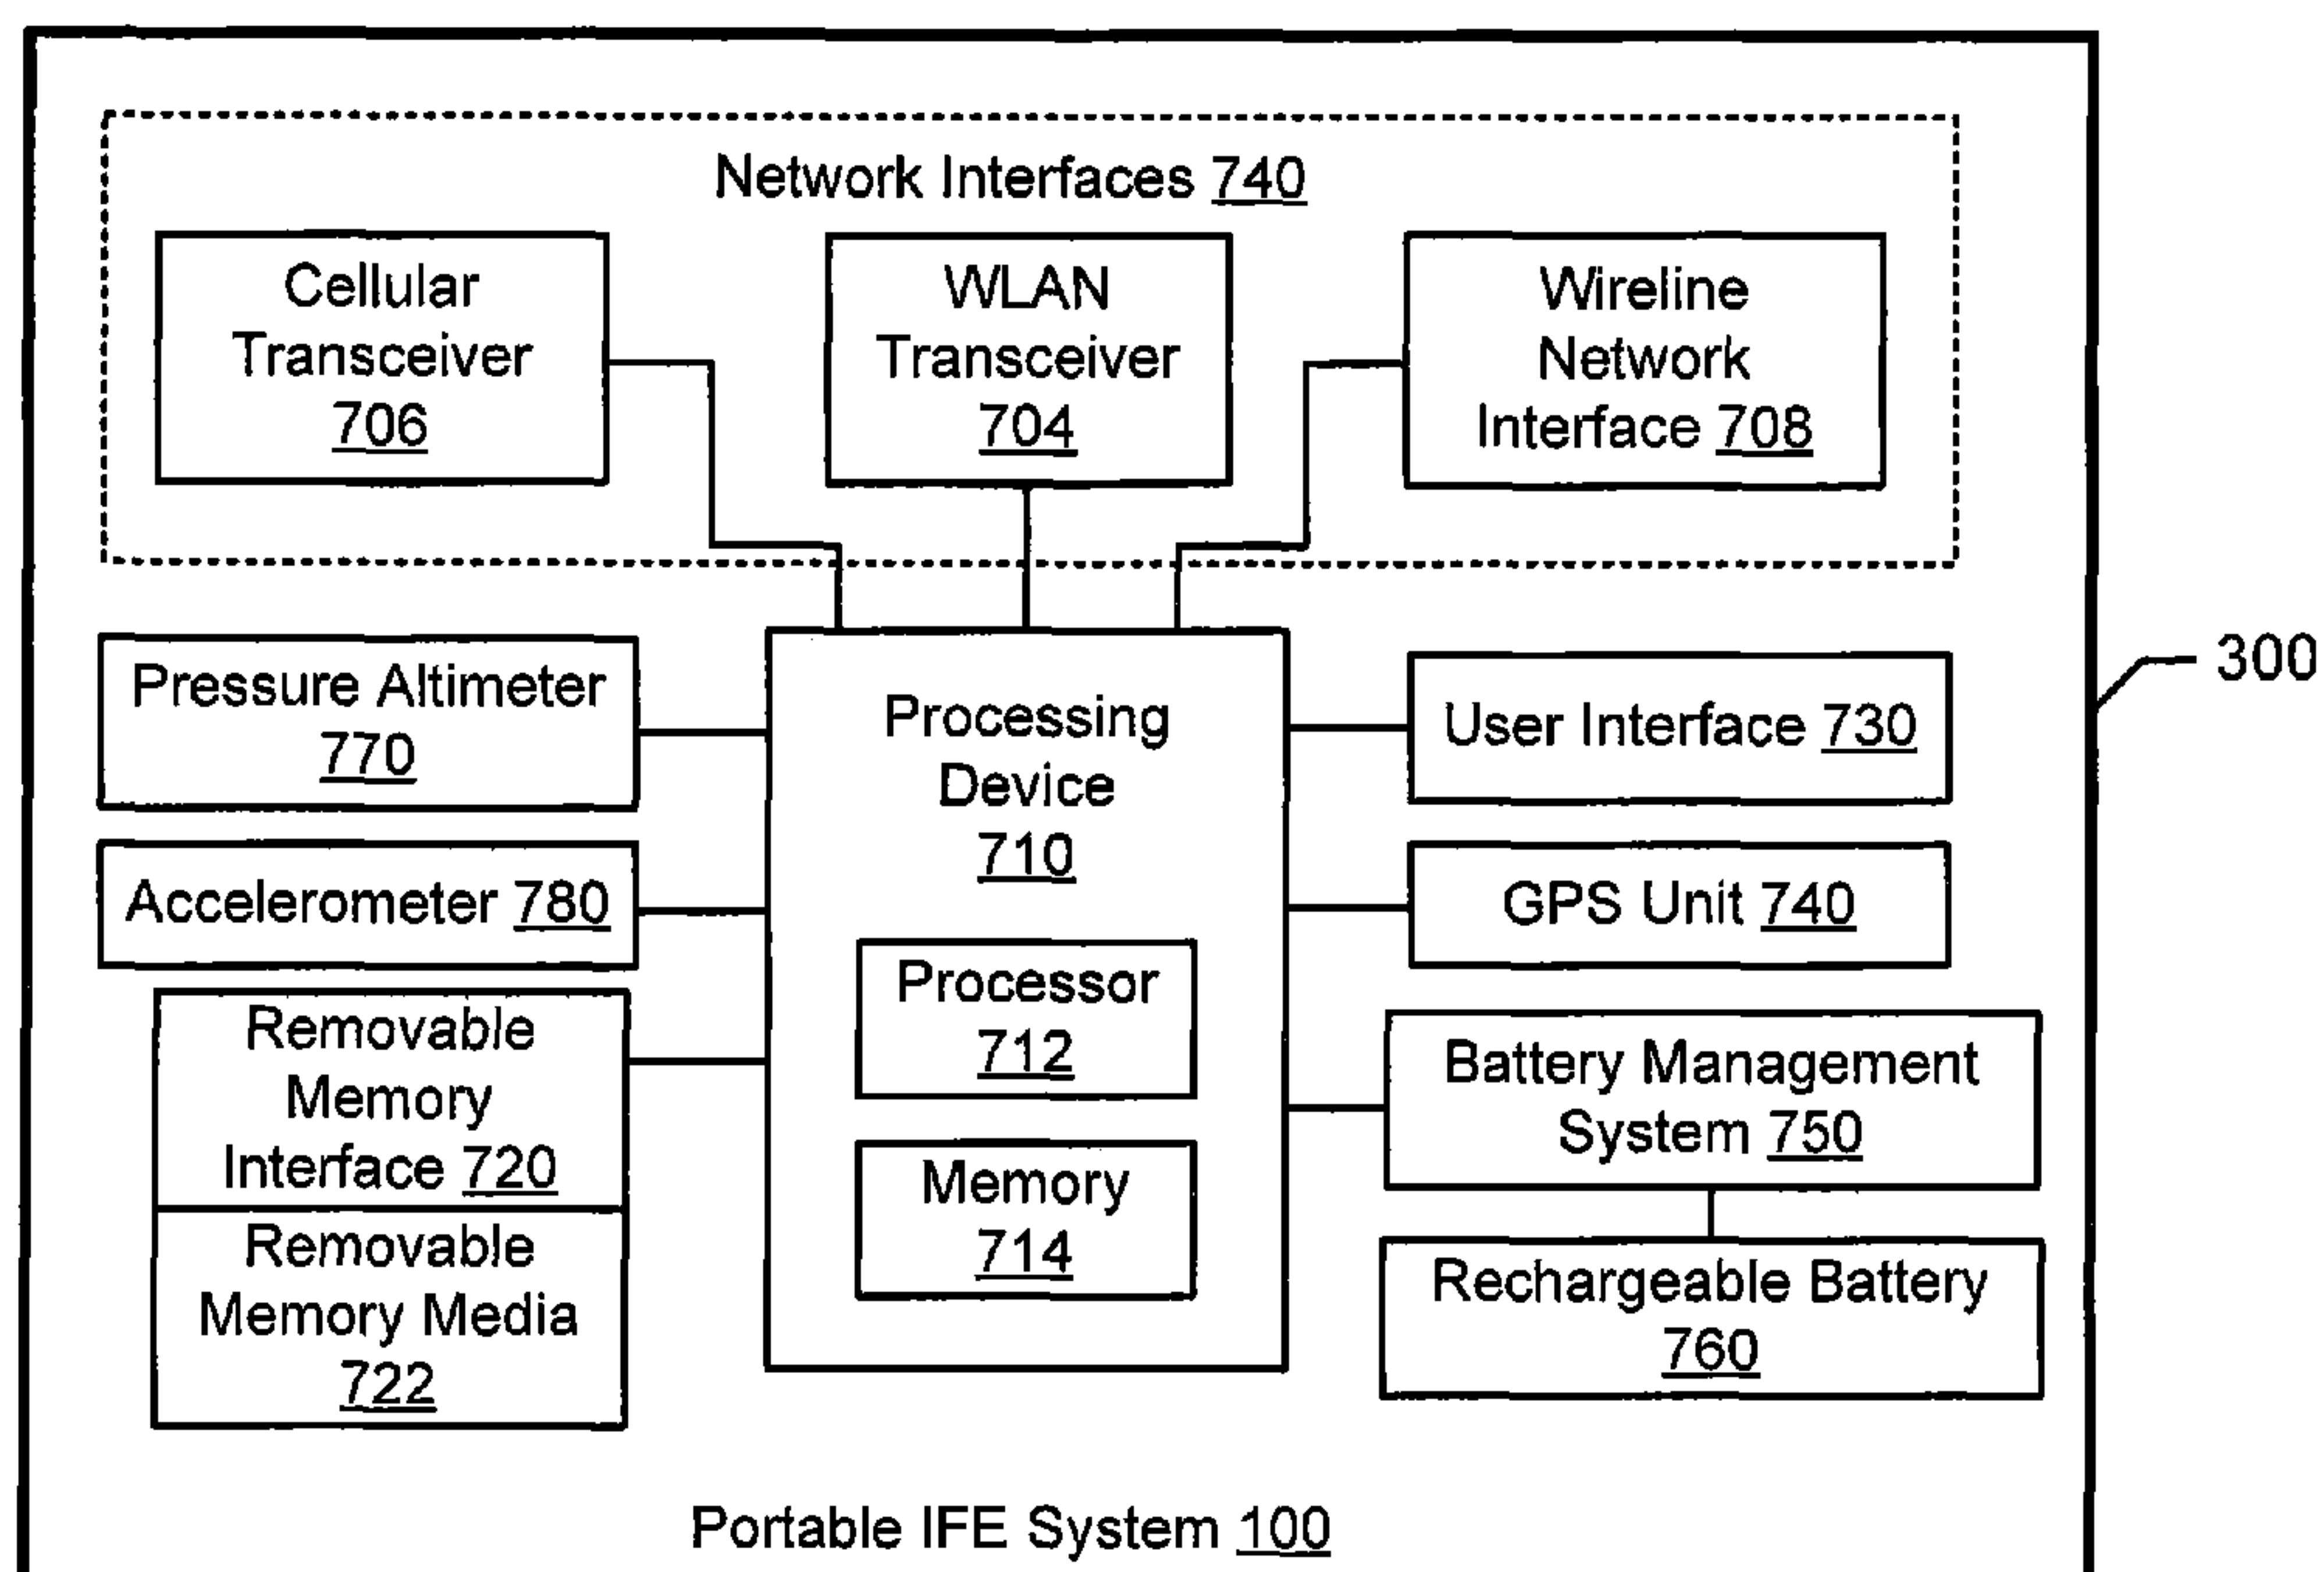 Network Interfaces 740
Cellular
Transceiver
706
WLAN
Transceiver
704
Wireline
Network
Interface 708
Pressure Altimeter
770
Accelerometer 780
Removable
Memory
Interface 720
Removable
Memory Media
722
Processing
Device
710
Processor
712
Memory
714
User Interface 730
GPS Unit 740
Battery Management
System 750
Rechargeable Battery
760
300
Portable IFE System 100